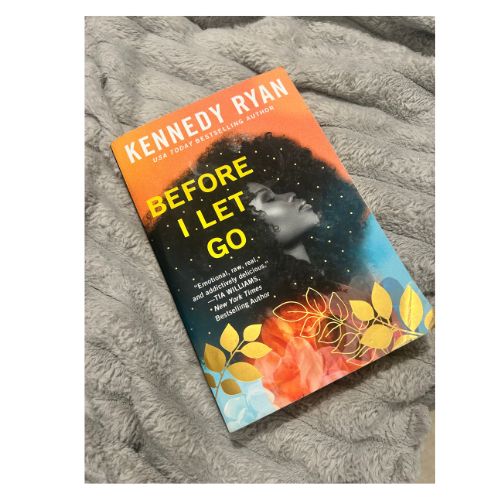 KENNEDY RYAN
USA TODAY BESTSELLING AUTHOR
BEFORE
I LET
GO
"Emotional, raw, real,
and addictively delicious."
—TIA WILLIAMS,
New York Times
Bestselling Author